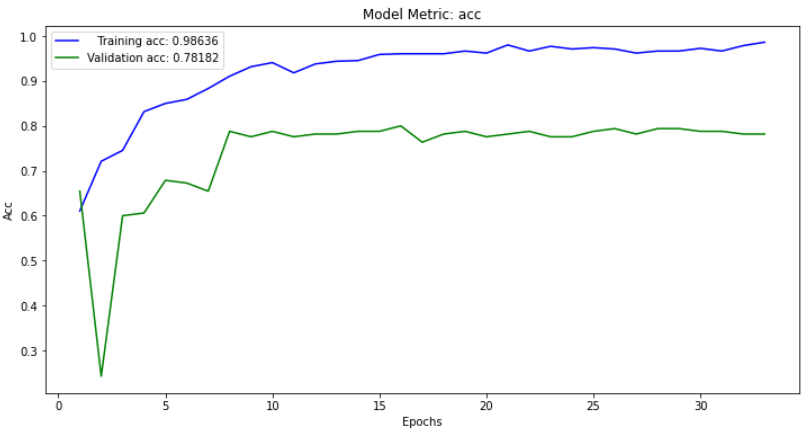 Model Metric: acc
Training acc: 0.98636
Validation acc: 0.78182
1.0
0.9
0.8
0.7
0.6
0.5
0.4
0.3
Acc
0 5 10 15 20 25 30
Epochs